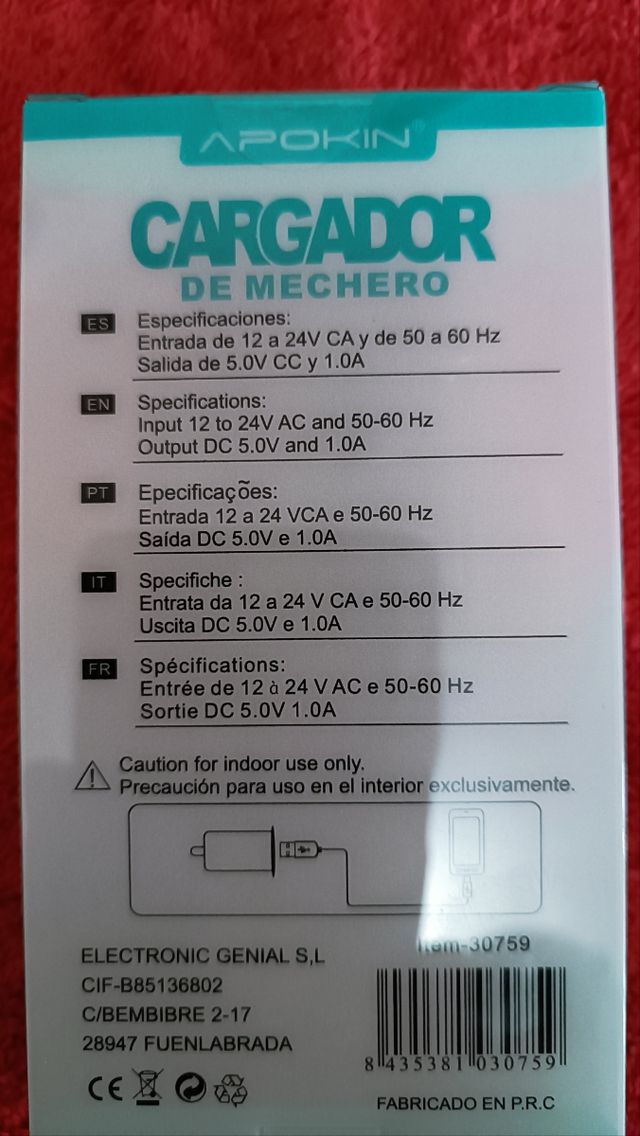 APOKIN®
CARGADOR
DE MECHERO
ES Especificaciones:
Entrada de 12 a 24V CA y de 50 a 60 Hz
Salida de 5.0V CC y 1.0A
EN Specifications:
Input 12 to 24V AC and 50-60 Hz
Output DC 5.0V and 1.0A
PT Epecificações:
Entrada 12 a 24 VCA e 50-60 Hz
Saída DC 5.0V e 1.0A
IT Specifiche :
Entrata da 12 a 24 V CA e 50-60 Hz
Uscita DC 5.0V e 1.0A
FR Spécifications:
Entrée de 12 à 24 V AC e 50-60 Hz
Sortie DC 5.0V 1.0A
Caution for indoor use only.
Precaución para uso en el interior exclusivamente.
ELECTRONIC GENIAL S,L
CIF-B85136802
C/BEMBIBRE 2-17
28947 FUENLABRADA
CE
Item-30759
8 435381 030759
FABRICADO EN P.R.C